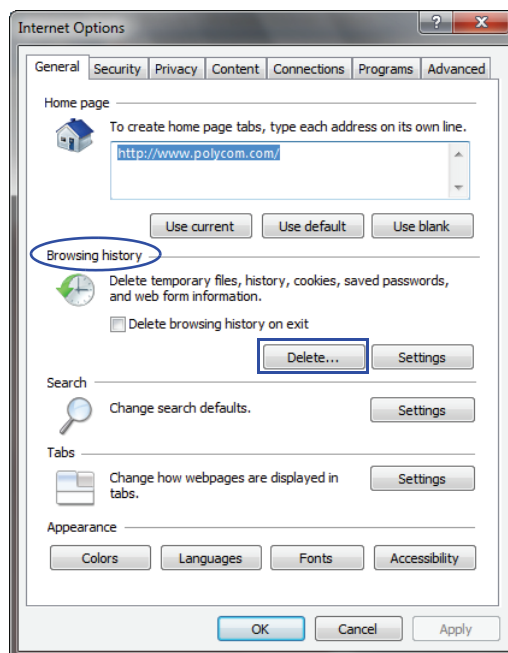 Internet Options
? X
General Security Privacy Content Connections Programs Advanced
Home page
To create home page tabs, type each address on its own line.
http://www.polycom.com/
Use current Use default Use blank
Browsing history
Delete temporary files, history, cookies, saved passwords,
and web form information.
Delete browsing history on exit
Delete... Settings
Search
Change search defaults. Settings
Tabs
Change how webpages are displayed in
tabs.
Settings
Appearance
Colors Languages Fonts Accessibility
OK Cancel Apply